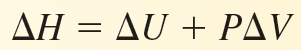 ΔH = ΔU + PΔV